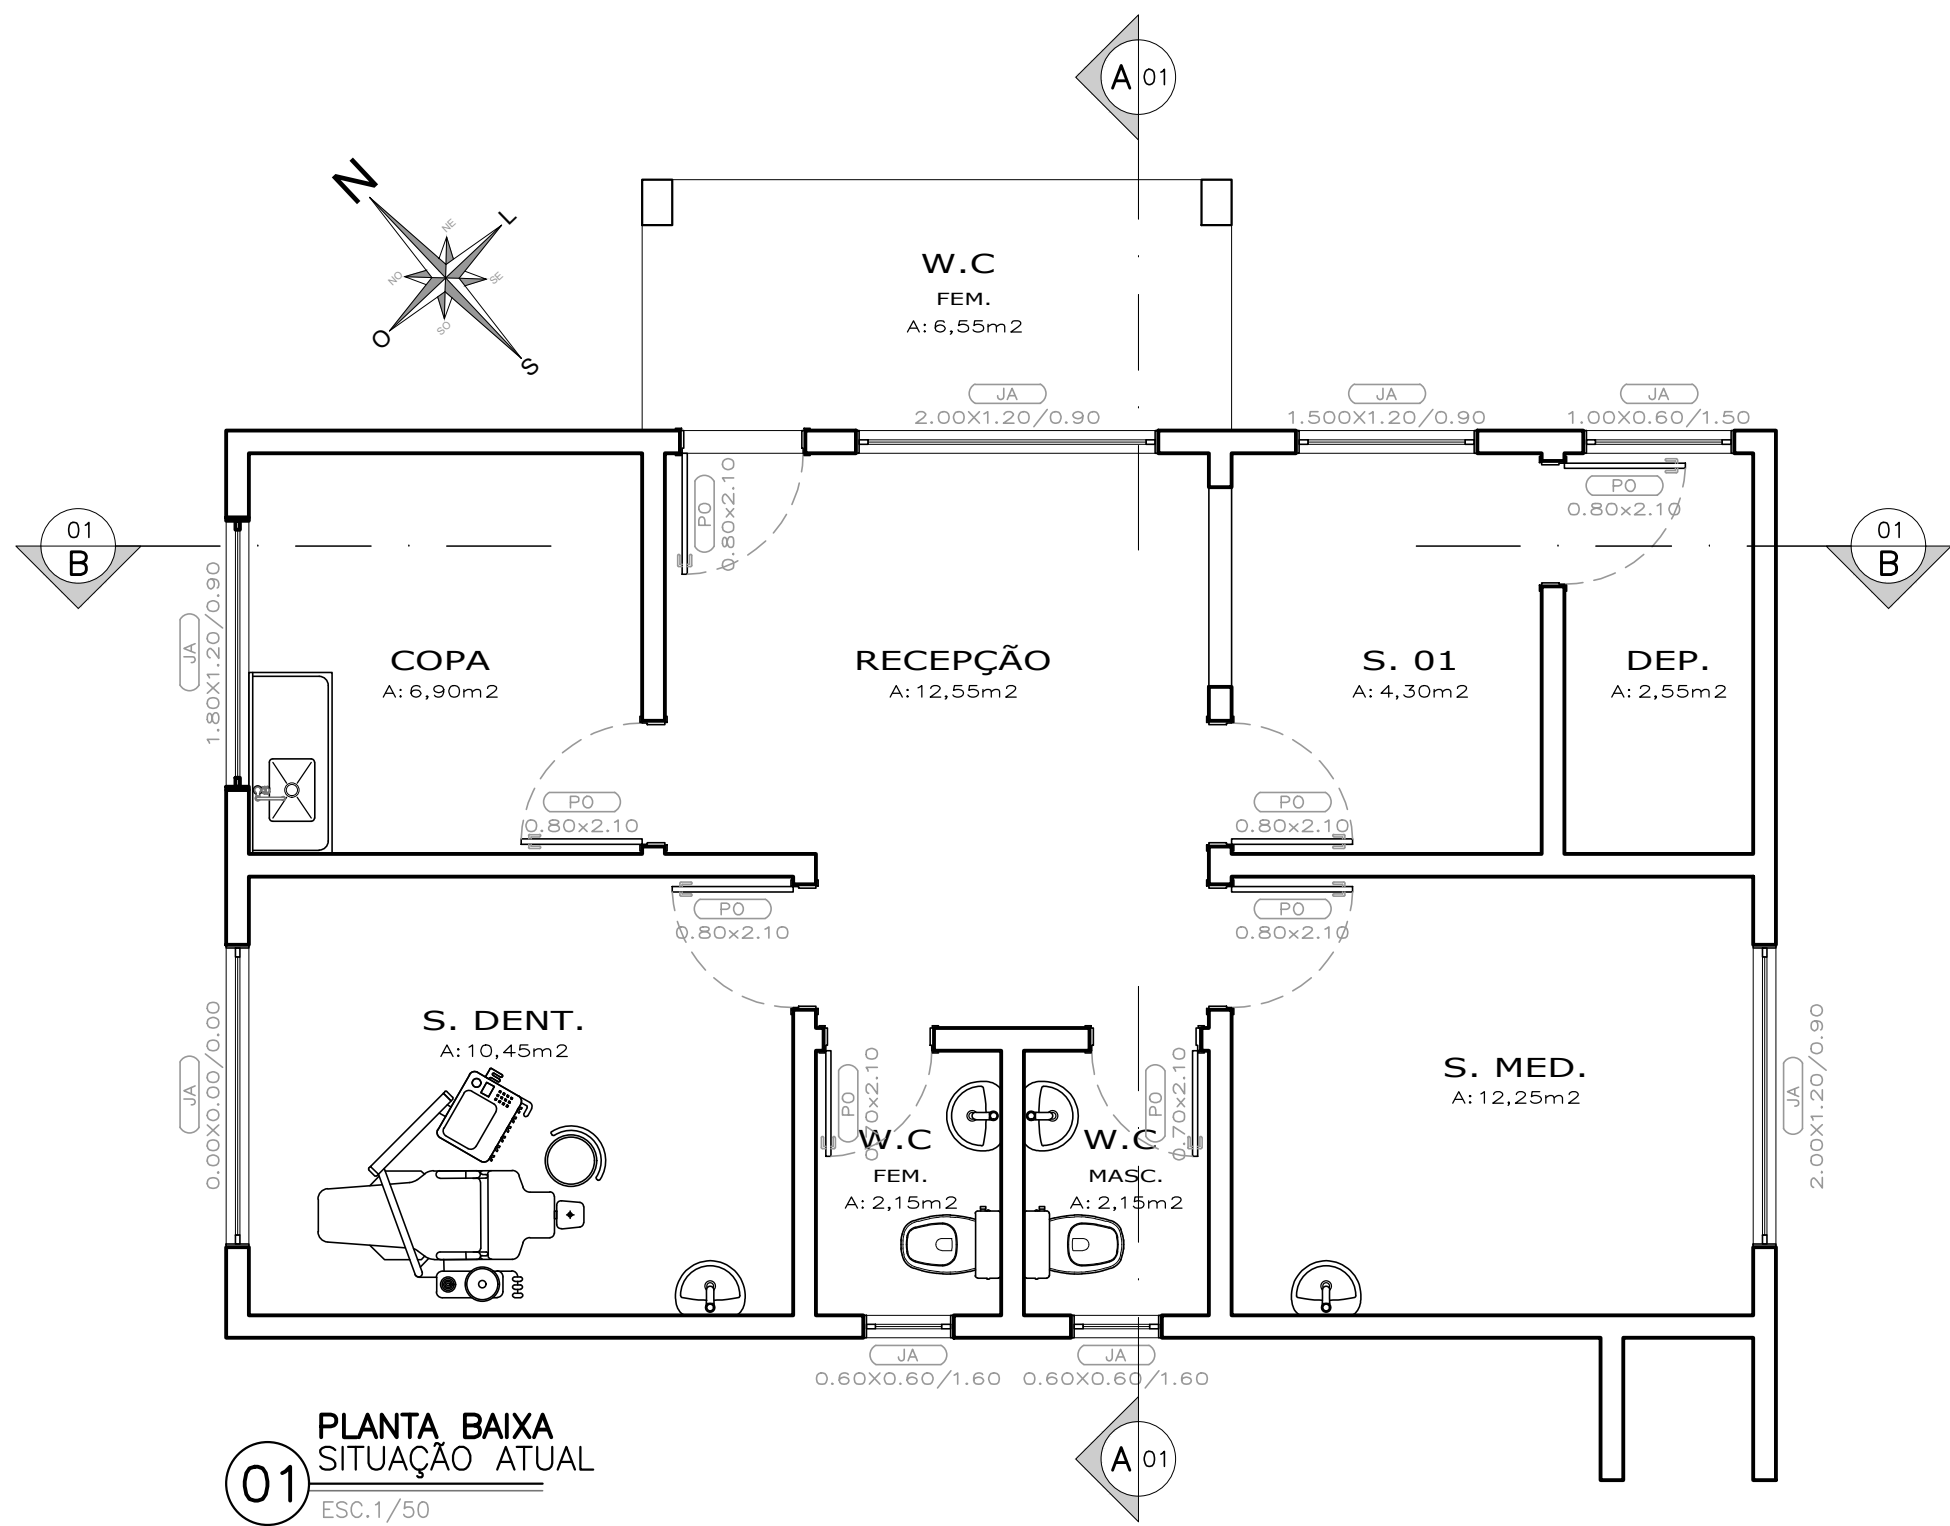 A 01
N
NE
L
NO
SE
O
SO
S
W.C
FEM.
A: 6,55m2
JA
2.00X1.20/0.90
JA
1.500X1.20/0.90
JA
1.00X0.60/1.50
PO
0.80x2.10
PO
0.80x2.10
01
B
01
B
JA
1.80X1.20/0.90
COPA
A: 6,90m2
RECEPÇÃO
A: 12,55m2
S. 01
A: 4,30m2
DEP.
A: 2,55m2
PO
0.80x2.10
PO
0.80x2.10
PO
0.80x2.10
PO
0.80x2.10
JA
0.00X0.00/0.00
S. DENT.
A: 10,45m2
PO
0.70x2.10
W.C
FEM.
A: 2,15m2
PO
0.70x2.10
W.C
MASC.
A: 2,15m2
S. MED.
A: 12,25m2
JA
2.00X1.20/0.90
JA
0.60X0.60/1.60
JA
0.60X0.60/1.60
A 01
01
PLANTA BAIXA
SITUAÇÃO ATUAL
ESC.1/50